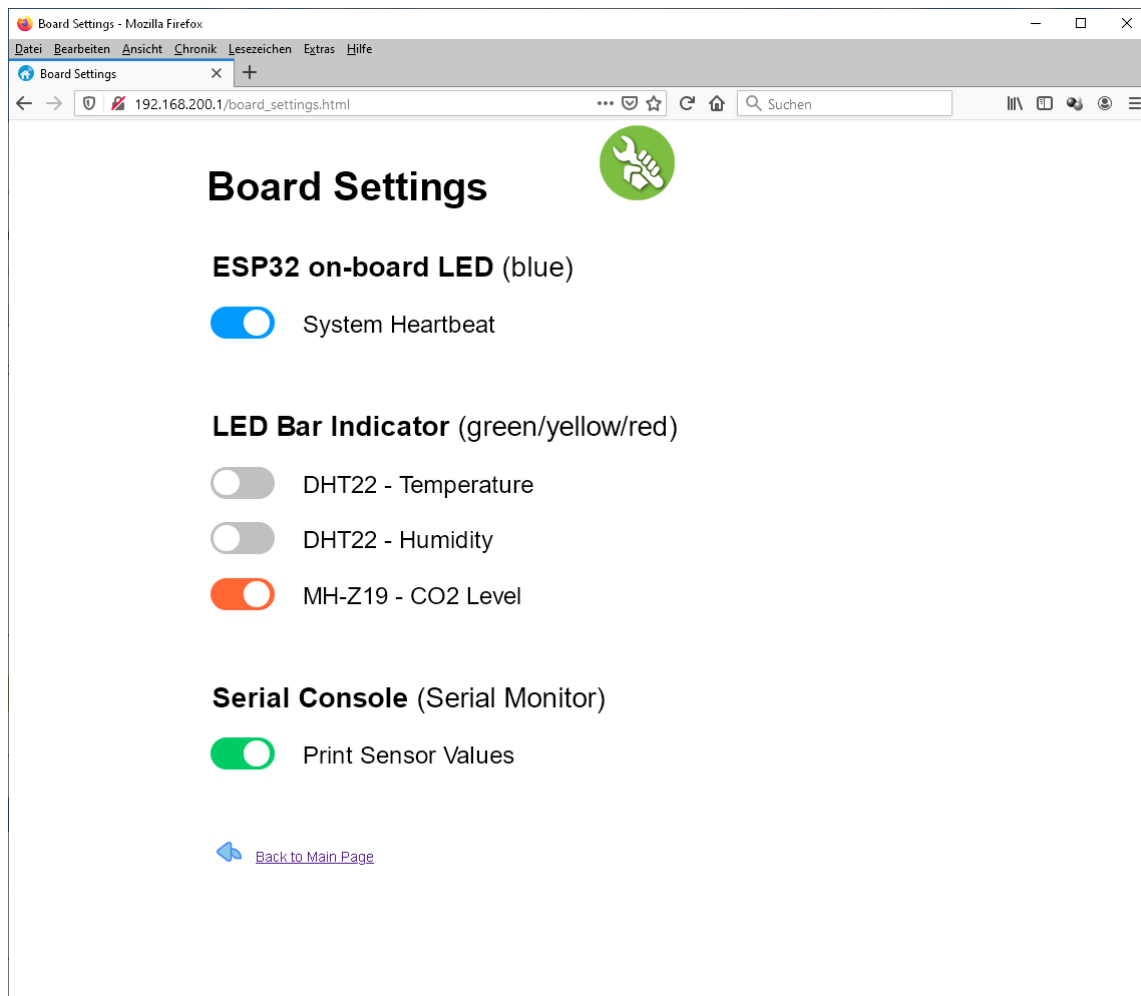 Board Settings - Mozilla Firefox
Datei Bearbeiten Ansicht Chronik Lesezeichen Extras Hilfe
Board Settings
192.168.200.1/board_settings.html Suchen
Board Settings
ESP32 on-board LED (blue)
System Heartbeat
LED Bar Indicator (green/yellow/red)
DHT22 - Temperature
DHT22 - Humidity
MH-Z19 - CO2 Level
Serial Console (Serial Monitor)
Print Sensor Values
Back to Main Page